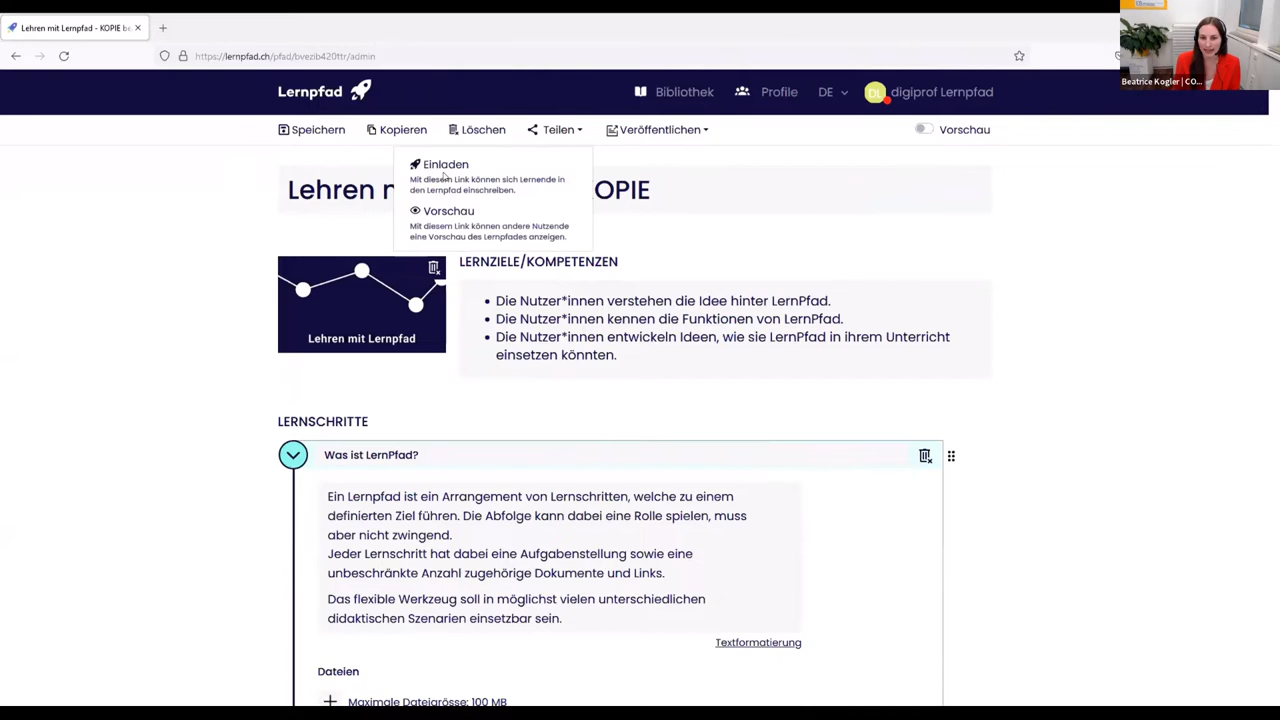 Lehren mit Lernpfad - KOPIE be
https://lernpfad.ch/pfad/bvezib420ttr/admin
Beatrice Kogler | CO...
Lernpfad
Bibliothek
Profile
DE
DL
digiprof Lernpfad
Speichern
Kopieren
Löschen
Teilen
Veröffentlichen
Vorschau
Einladen
Mit diesem Link können sich Lernende in
den Lernpfad einschreiben.
Vorschau
Mit diesem Link können andere Nutzende
eine Vorschau des Lernpfades anzeigen.
Lehren m
OPIE
Lehren mit Lernpfad
LERNZIELE/KOMPETENZEN
• Die Nutzer*innen verstehen die Idee hinter LernPfad.
• Die Nutzer*innen kennen die Funktionen von LernPfad.
• Die Nutzer*innen entwickeln Ideen, wie sie LernPfad in ihrem Unterricht
einsetzen könnten.
LERNSCHRITTE
Was ist LernPfad?
Ein Lernpfad ist ein Arrangement von Lernschritten, welche zu einem
definierten Ziel führen. Die Abfolge kann dabei eine Rolle spielen, muss
aber nicht zwingend.
Jeder Lernschritt hat dabei eine Aufgabenstellung sowie eine
unbeschränkte Anzahl zugehörige Dokumente und Links.
Das flexible Werkzeug soll in möglichst vielen unterschiedlichen
didaktischen Szenarien einsetzbar sein.
Textformatierung
Dateien
Maximale Dateigrösse: 100 MB